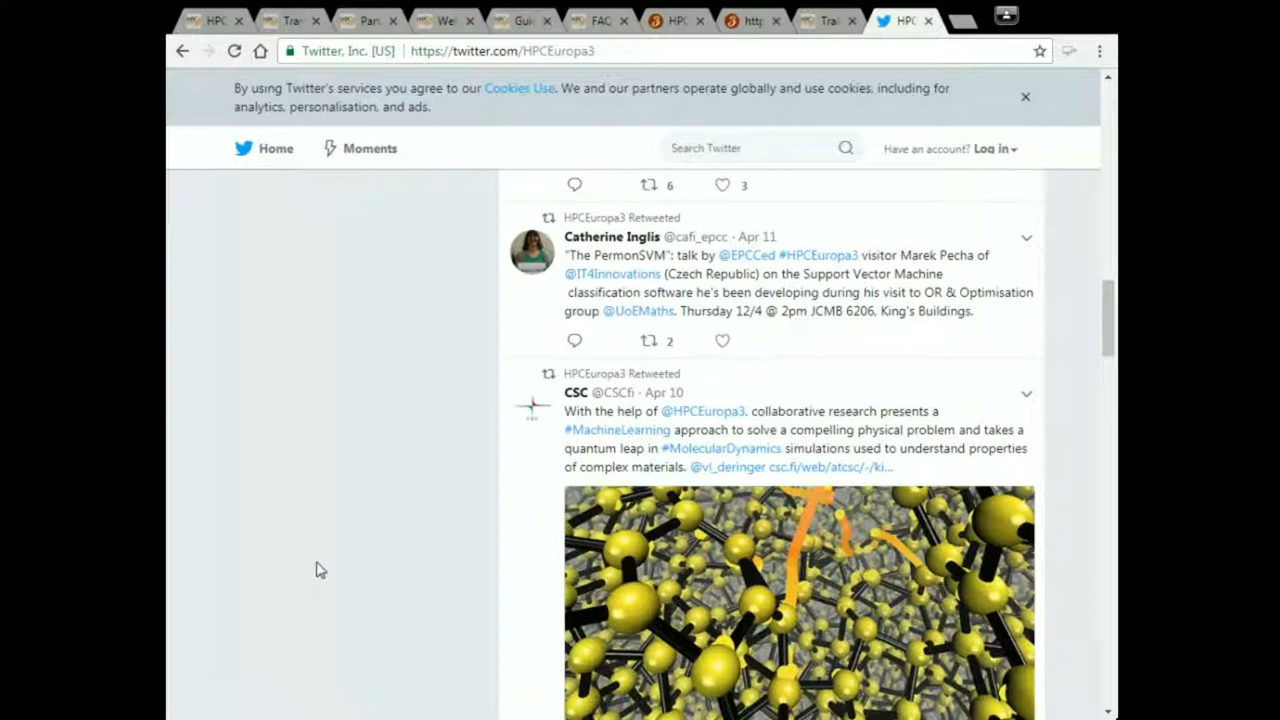 HPC
Tra
Part
Wel
Guid
FAC
HPC
http
Trai
HPC
Twitter, Inc. [US]
https://twitter.com/HPCEuropa3
By using Twitter's services you agree to our Cookies Use. We and our partners operate globally and use cookies, including for
analytics, personalisation, and ads.
Home
Moments
Search Twitter
Have an account? Log in
6
3
HPCEuropa3 Retweeted
Catherine Inglis @cafi_epcc · Apr 11
"The PermonSVM": talk by @EPCCed #HPCEuropa3 visitor Marek Pecha of
@IT4Innovations (Czech Republic) on the Support Vector Machine
classification software he's been developing during his visit to OR & Optimisation
group @UoEMaths. Thursday 12/4 @ 2pm JCMB 6206, King's Buildings.
2
HPCEuropa3 Retweeted
CSC @CSCfi · Apr 10
With the help of @HPCEuropa3, collaborative research presents a
#MachineLearning approach to solve a compelling physical problem and takes a
quantum leap in #MolecularDynamics simulations used to understand properties
of complex materials. @vl_deringer csc.fi/web/atcsc/-/ki...